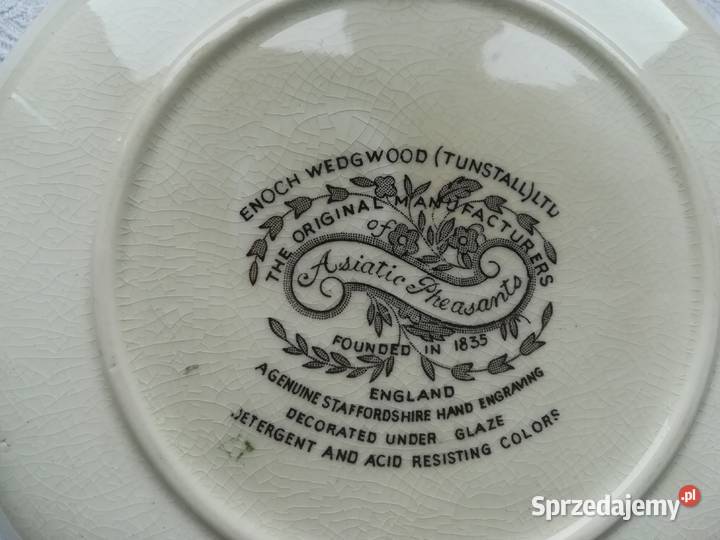 ENOCH WEDGWOOD (TUNSTALL) LTD
THE ORIGINAL MANUFACTURERS
of
Asiatic Pheasants
FOUNDED IN 1835
ENGLAND
A GENUINE STAFFORDSHIRE HAND ENGRAVING
DECORATED UNDER GLAZE
DETERGENT AND ACID RESISTING COLORS
Sprzedajemy.pl